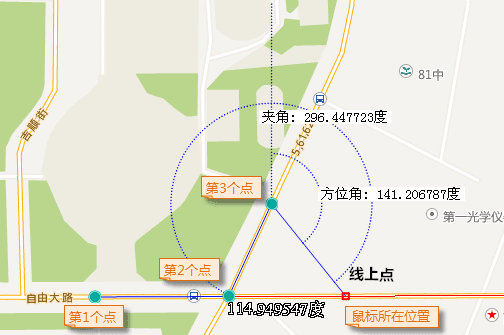 81中
夹角: 296.447723度
吉顺街
5,61,62
第3个点
方位角: 141.206787度
第一光学仪
第2个点
线上点
自由大路
114.949547度
第1个点
鼠标所在位置